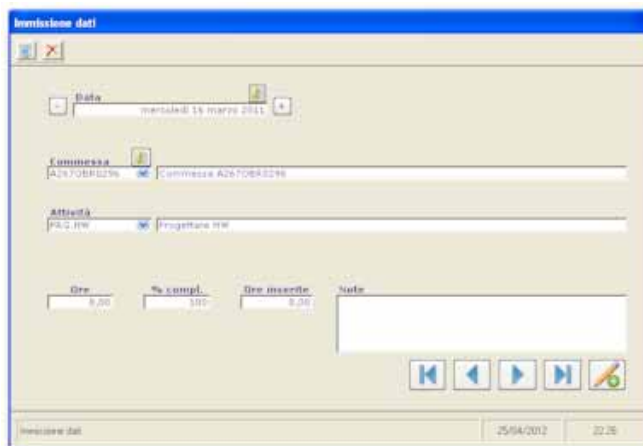 Immissione dati
Data
- mercoledì 16 marzo 2011 +
Commessa
A267OBR0296 Commessa A267OBR0296
Attività
PAG.HW Progettare HW
Ore % compl. Ore inserite Note
8,00 100 8,00
Immissione dati 25/04/2012 22.26